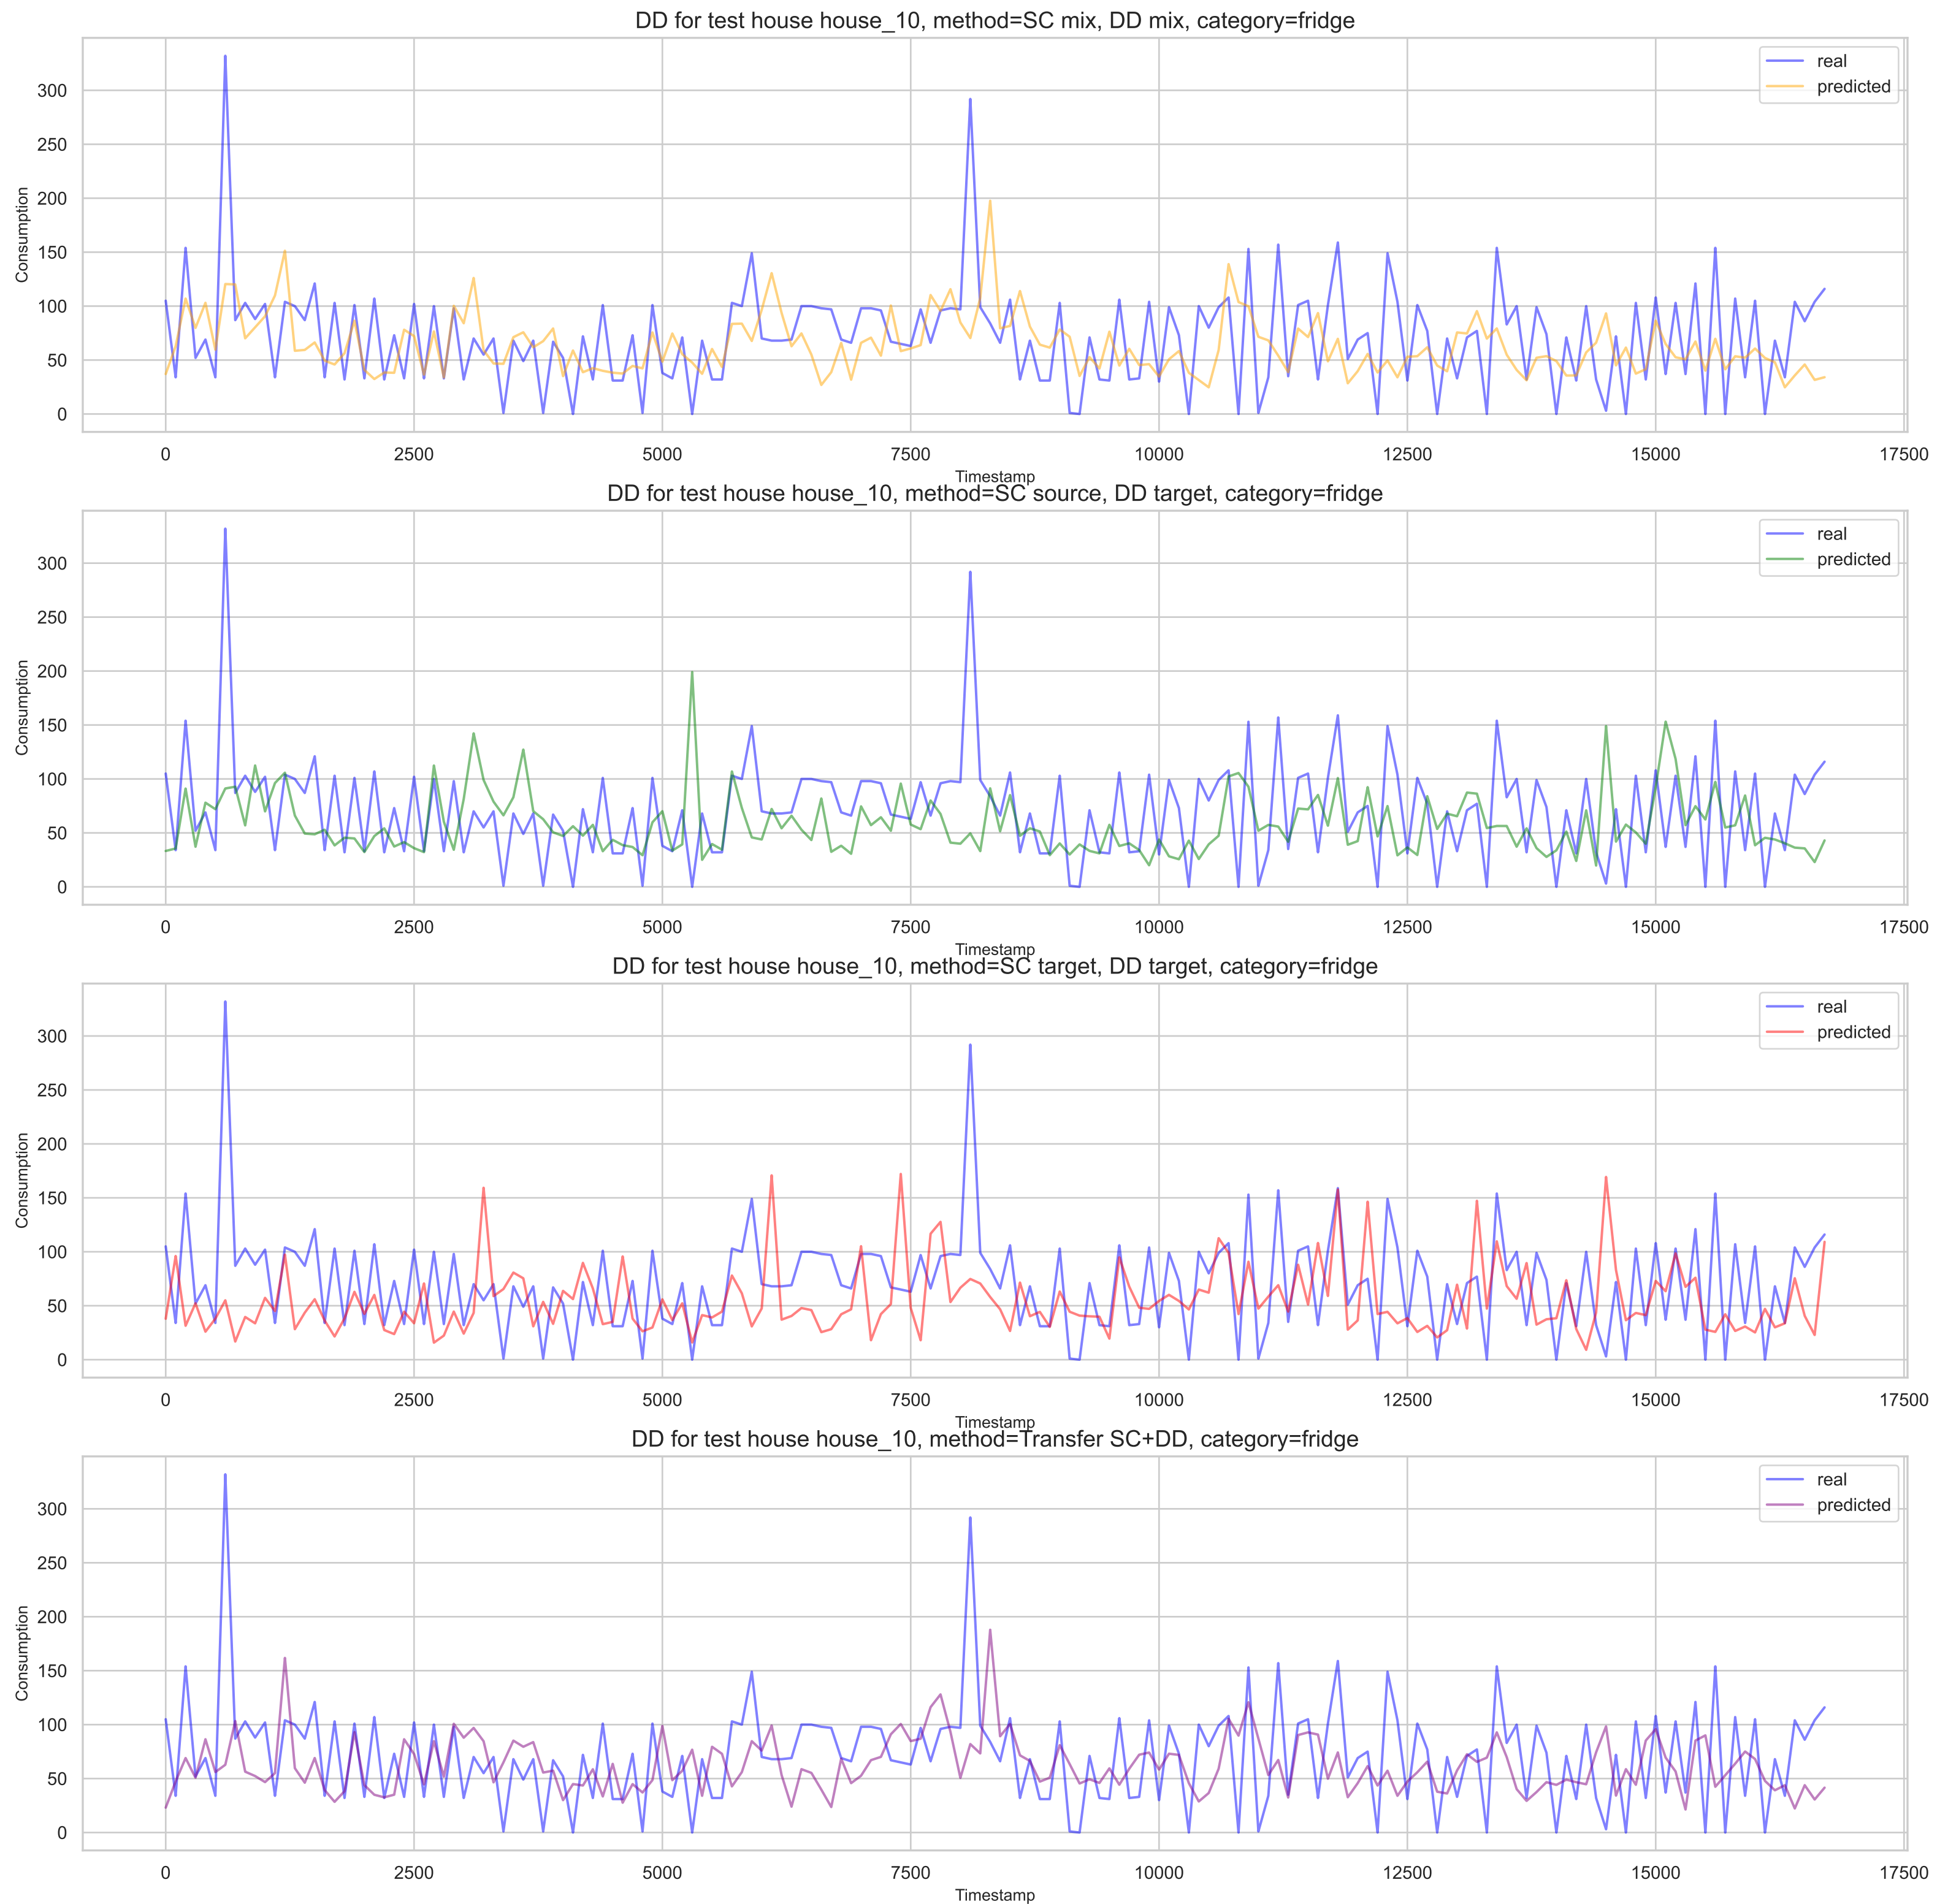 DD for test house house_10, method=SC mix, DD mix, category=fridge
real
predicted
Consumption
300
250
200
150
100
50
0
0 2500 5000 7500 10000 12500 15000 17500
Timestamp
DD for test house house_10, method=SC source, DD target, category=fridge
real
predicted
Consumption
300
250
200
150
100
50
0
0 2500 5000 7500 10000 12500 15000 17500
Timestamp
DD for test house house_10, method=SC target, DD target, category=fridge
real
predicted
Consumption
300
250
200
150
100
50
0
0 2500 5000 7500 10000 12500 15000 17500
Timestamp
DD for test house house_10, method=Transfer SC+DD, category=fridge
real
predicted
Consumption
300
250
200
150
100
50
0
0 2500 5000 7500 10000 12500 15000 17500
Timestamp